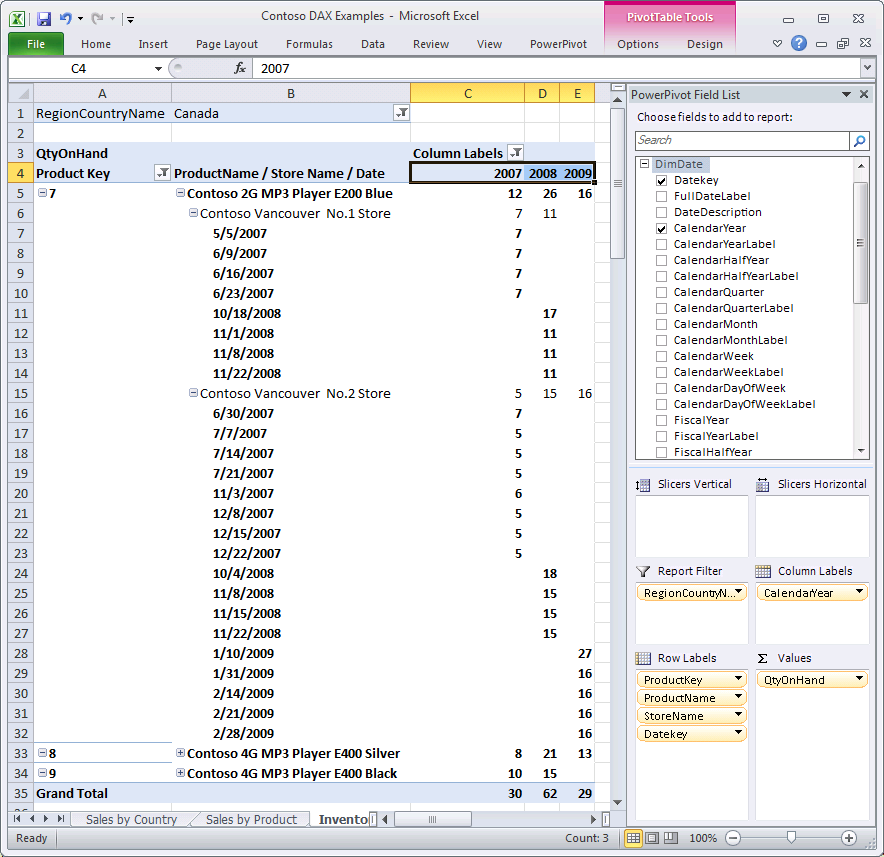 Contoso DAX Examples - Microsoft Excel
PivotTable Tools
File Home Insert Page Layout Formulas Data Review View PowerPivot Options Design
C4 fx 2007
A B C D E
1 RegionCountryName Canada
2
3 QtyOnHand Column Labels
4 Product Key ProductName / Store Name / Date 2007 2008 2009
5 7 Contoso 2G MP3 Player E200 Blue 12 26 16
6 Contoso Vancouver No.1 Store 7 11
7 5/5/2007 7
8 6/9/2007 7
9 6/16/2007 7
10 6/23/2007 7
11 10/18/2008 17
12 11/1/2008 11
13 11/8/2008 11
14 11/22/2008 11
15 Contoso Vancouver No.2 Store 5 15 16
16 6/30/2007 7
17 7/7/2007 5
18 7/14/2007 5
19 7/21/2007 5
20 11/3/2007 6
21 12/8/2007 5
22 12/15/2007 5
23 12/22/2007 5
24 10/4/2008 18
25 11/8/2008 15
26 11/15/2008 15
27 11/22/2008 15
28 1/10/2009 27
29 1/31/2009 16
30 2/14/2009 16
31 2/21/2009 16
32 2/28/2009 16
33 8 Contoso 4G MP3 Player E400 Silver 8 21 13
34 9 Contoso 4G MP3 Player E400 Black 10 15
35 Grand Total 30 62 29
Sales by Country Sales by Product Invento
PowerPivot Field List
Choose fields to add to report:
Search
DimDate
Datekey
FullDateLabel
DateDescription
CalendarYear
CalendarYearLabel
CalendarHalfYear
CalendarHalfYearLabel
CalendarQuarter
CalendarQuarterLabel
CalendarMonth
CalendarMonthLabel
CalendarWeek
CalendarWeekLabel
CalendarDayOfWeek
CalendarDayOfWeekLabel
FiscalYear
FiscalYearLabel
FiscalHalfYear
Slicers Vertical Slicers Horizontal
Report Filter Column Labels
RegionCountryN... CalendarYear
Row Labels Σ Values
ProductKey QtyOnHand
ProductName
StoreName
Datekey
Ready Count: 3 100%